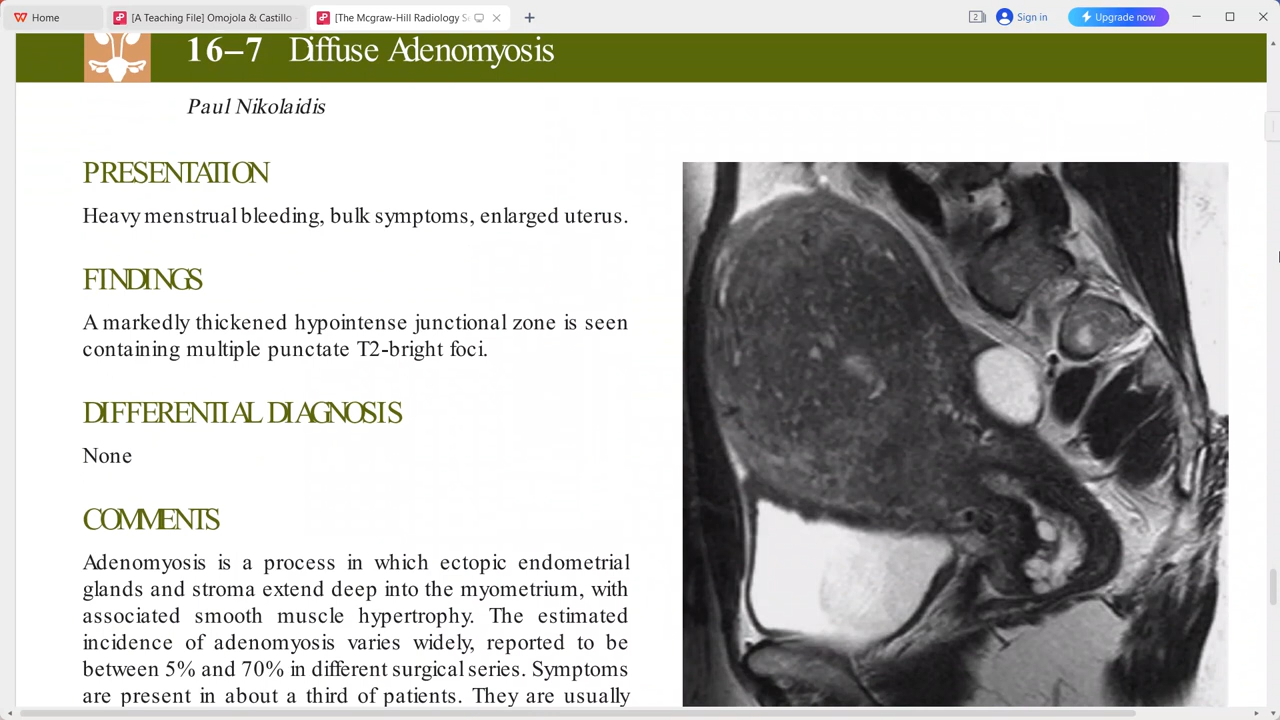 Home
[A Teaching File] Omojola & Castillo
[The Mcgraw-Hill Radiology S
2
Sign in
Upgrade now
16–7 Diffuse Adenomyosis
Paul Nikolaidis
PRESENTATION
Heavy menstrual bleeding, bulk symptoms, enlarged uterus.
FINDINGS
A markedly thickened hypointense junctional zone is seen
containing multiple punctate T2-bright foci.
DIFFERENTIAL DIAGNOSIS
None
COMMENTS
Adenomyosis is a process in which ectopic endometrial
glands and stroma extend deep into the myometrium, with
associated smooth muscle hypertrophy. The estimated
incidence of adenomyosis varies widely, reported to be
between 5% and 70% in different surgical series. Symptoms
are present in about a third of patients. They are usually